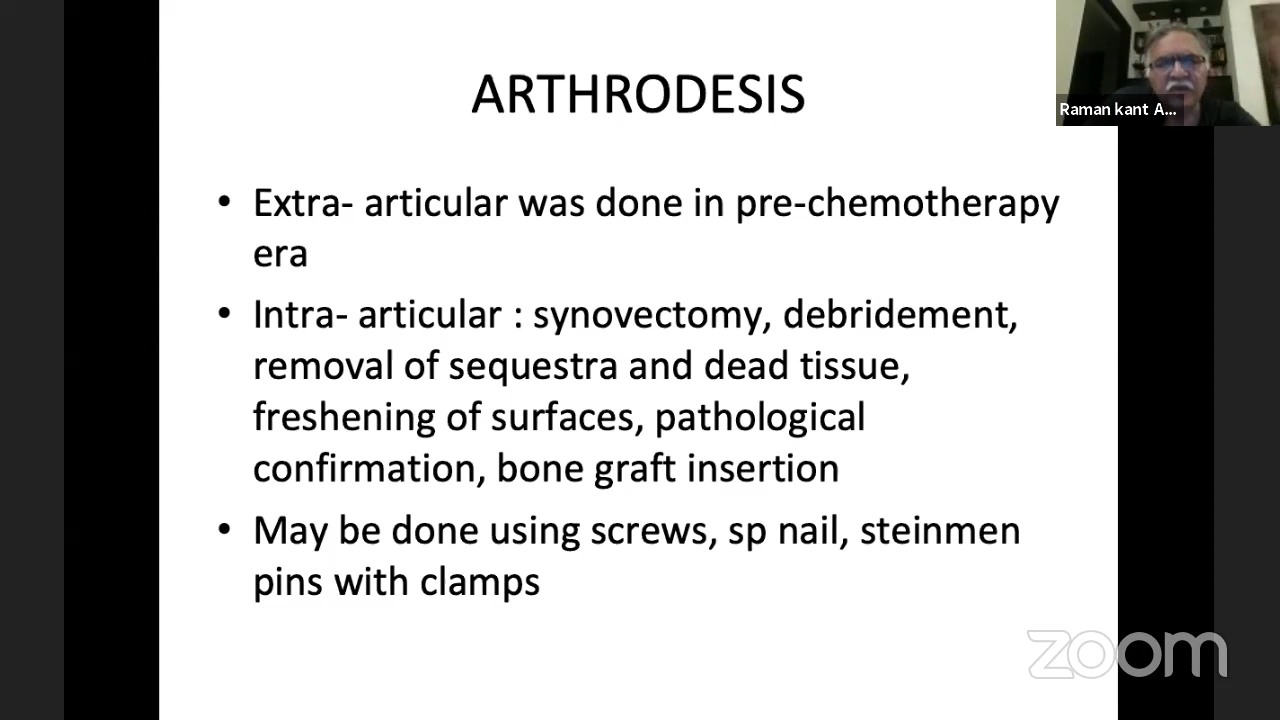 ARTHRODESIS
Raman kant A...
• Extra- articular was done in pre-chemotherapy
era
• Intra- articular : synovectomy, debridement,
removal of sequestra and dead tissue,
freshening of surfaces, pathological
confirmation, bone graft insertion
• May be done using screws, sp nail, steinmen
pins with clamps
zoom